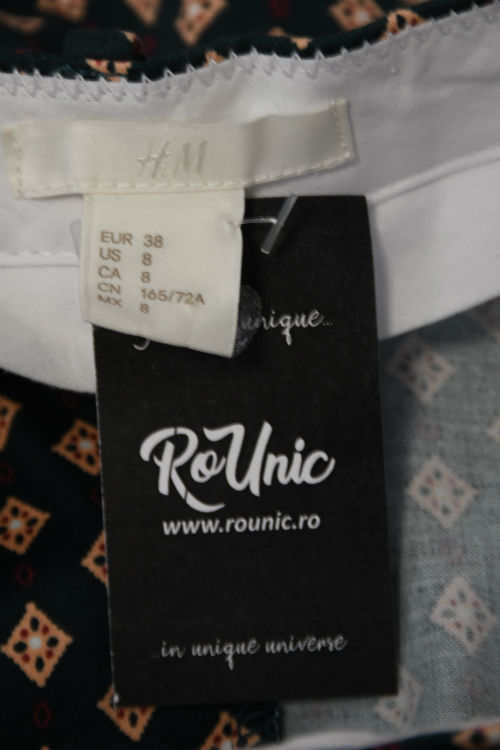 H&M
EUR 38
US 8
CA 8
CN 165/72A
MX 8
unique...
RoUnic
www.rounic.ro
...in unique universe